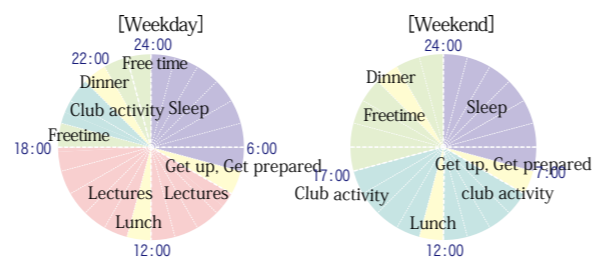 [Weekday]
24:00
22:00
Free time
Dinner
Club activity
Sleep
Freetime
18:00
6:00
Get up, Get prepared
Lectures
Lectures
Lunch
12:00
[Weekend]
24:00
Dinner
Sleep
Freetime
Get up, Get prepared
7:00
17:00
Club activity
club activity
Lunch
12:00